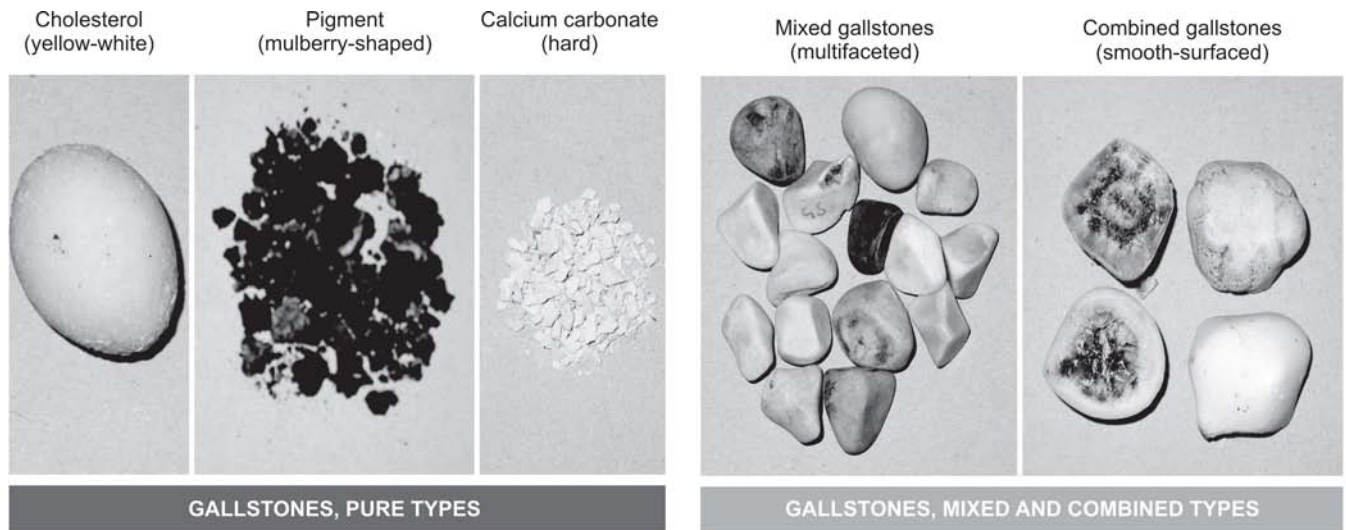 Cholesterol
(yellow-white)
Pigment
(mulberry-shaped)
Calcium carbonate
(hard)
Mixed gallstones
(multifaceted)
Combined gallstones
(smooth-surfaced)
GS
GALLSTONES, PURE TYPES
GALLSTONES, MIXED AND COMBINED TYPES